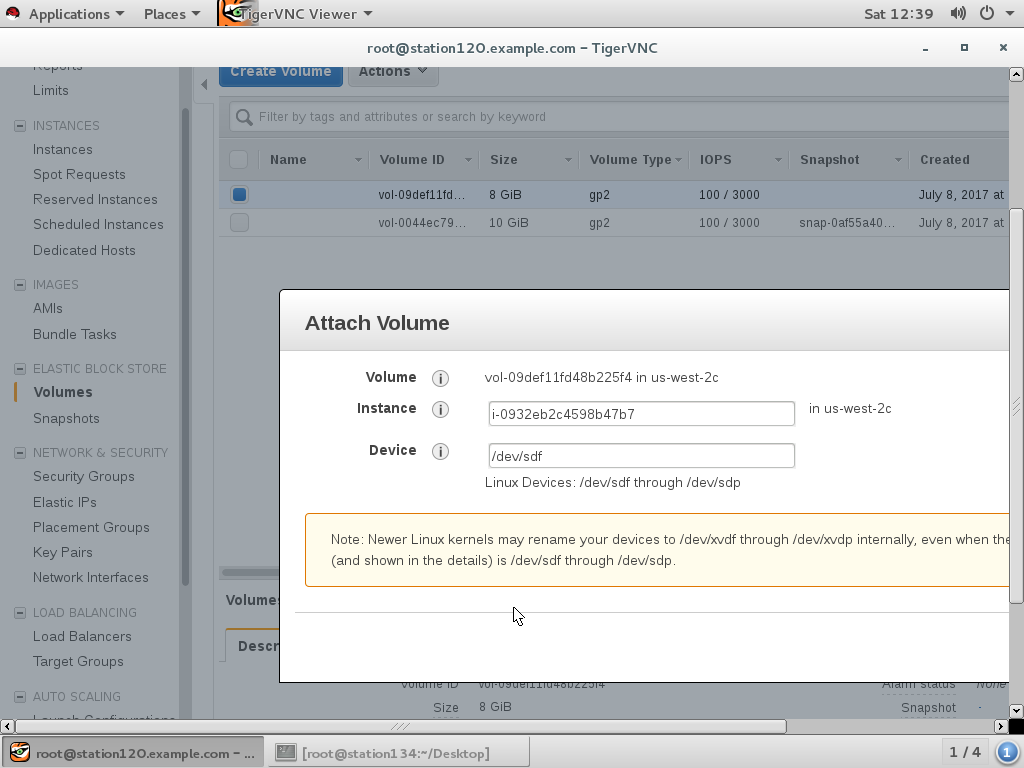 Applications Places TigerVNC Viewer Sat 12:39
root@station120.example.com − TigerVNC
Reports
Limits
INSTANCES
Instances
Spot Requests
Reserved Instances
Scheduled Instances
Dedicated Hosts
IMAGES
AMIs
Bundle Tasks
ELASTIC BLOCK STORE
Volumes
Snapshots
NETWORK & SECURITY
Security Groups
Elastic IPs
Placement Groups
Key Pairs
Network Interfaces
LOAD BALANCING
Load Balancers
Target Groups
AUTO SCALING
Launch Configurations
Create Volume Actions
Filter by tags and attributes or search by keyword
Name Volume ID Size Volume Type IOPS Snapshot Created
vol-09def11fd... 8 GiB gp2 100 / 3000 July 8, 2017 at
vol-0044ec79... 10 GiB gp2 100 / 3000 snap-0af55a40... July 8, 2017 at
Attach Volume
Volume i vol-09def11fd48b225f4 in us-west-2c
Instance i i-0932eb2c4598b47b7 in us-west-2c
Device i /dev/sdf
Linux Devices: /dev/sdf through /dev/sdp
Note: Newer Linux kernels may rename your devices to /dev/xvdf through /dev/xvdp internally, even when the
(and shown in the details) is /dev/sdf through /dev/sdp.
Volumes
Descr
Volume ID vol-09def11fd48b225f4 Alarm status None
Size 8 GiB Snapshot -
root@station120.example.com − ... [root@station134:~/Desktop] 1 / 4 1